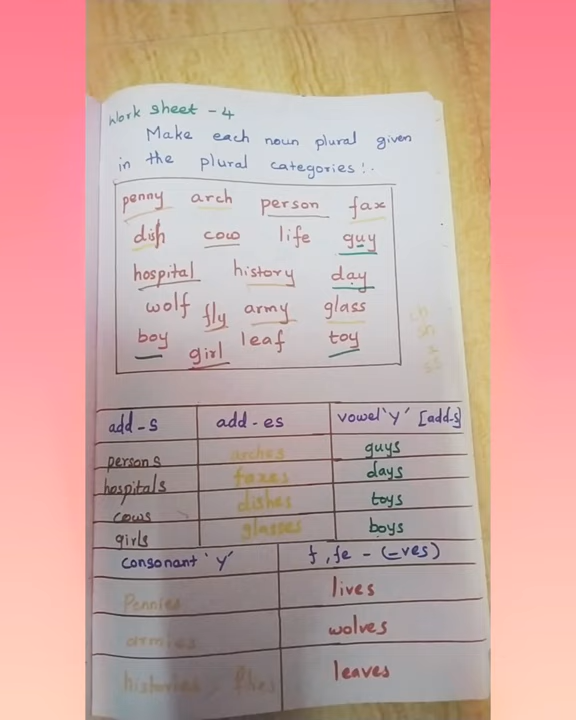 Work sheet - 4
Make each noun plural given
in the plural categories!.
penny arch person fax
dish cow life guy
hospital history day
wolf fly army glass
boy girl leaf toy
ch
sh
x
ss
add-s add-es vowel 'y' [add-s]
persons arches guys
hospitals faxes days
cows dishes toys
girls glasses boys
consonant 'y' f, fe - (-ves)
Pennies lives
armies wolves
histories, flies leaves